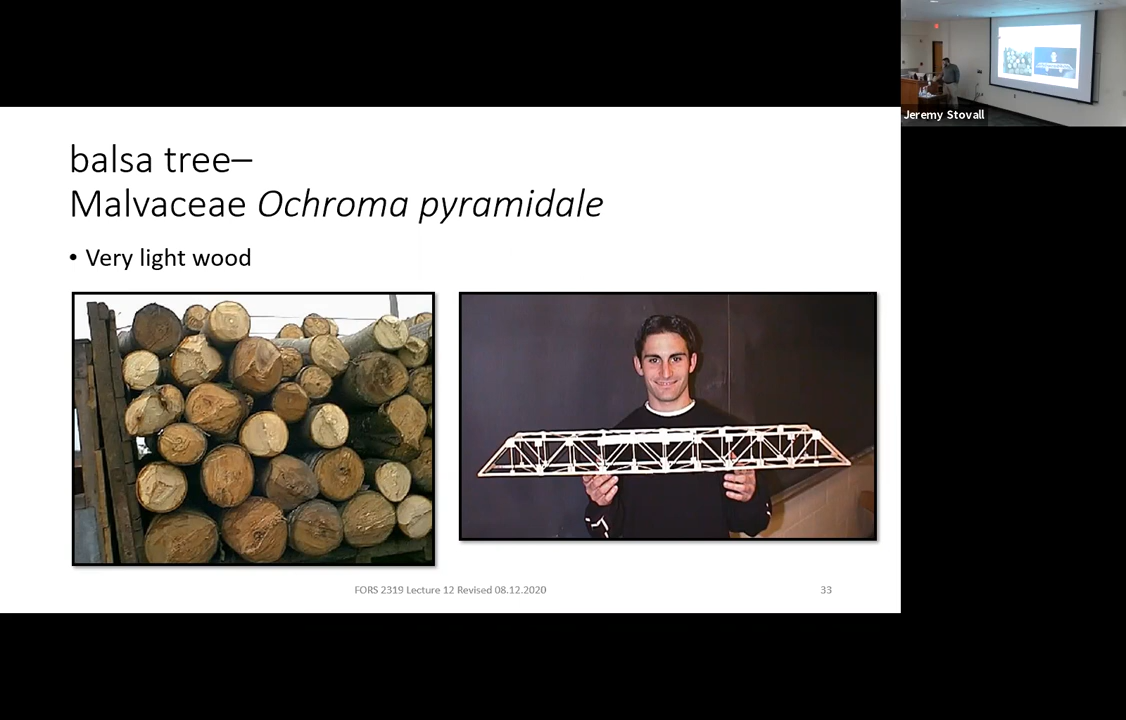 Jeremy Stovall
balsa tree–
Malvaceae Ochroma pyramidale
• Very light wood
FORS 2319 Lecture 12 Revised 08.12.2020
33